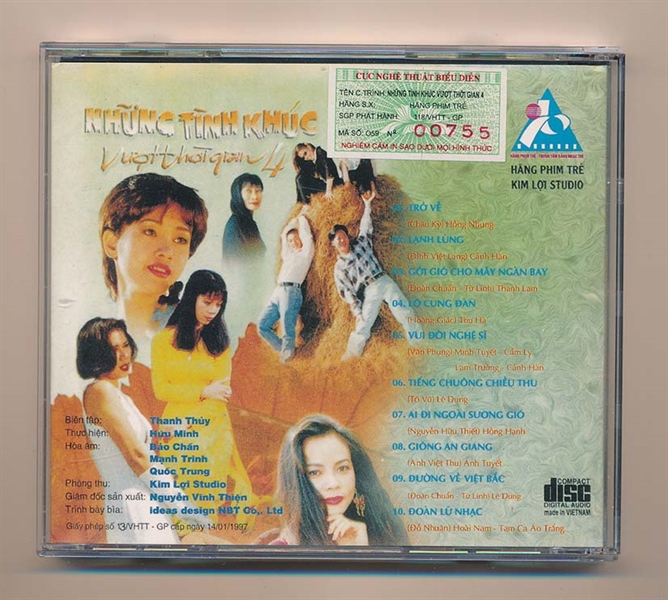 NHỮNG TÌNH KHÚC
Vượt thời gian 4
CỤC NGHỆ THUẬT BIỂU DIỄN
TÊN C.TRÌNH: NHỮNG TÌNH KHÚC VƯỢT THỜI GIAN 4
HÃNG S.X: HÃNG PHIM TRẺ
SGP PHÁT HÀNH: 118/VHTT - GP
MÃ SỐ: O59 Nº 00755
NGHIÊM CẤM IN SAO DƯỚI MỌI HÌNH THỨC
HÃNG PHIM TRẺ
KIM LỢI STUDIO
TRỞ VỀ
(Châu Kỳ) Hồng Nhung
LẠNH LÙNG
(Đinh Việt Lang) Cảnh Hàn
GỞI GIÓ CHO MÂY NGÀN BAY
(Đoàn Chuẩn - Từ Linh) Thanh Lam
04. LỠ CUNG ĐÀN
(Hoàng Giác) Thu Hà
05. VUI ĐỜI NGHỆ SĨ
(Văn Phụng) Minh Tuyết - Cẩm Ly
Lam Trường - Cảnh Hàn
06. TIẾNG CHUÔNG CHIỀU THU
(Tô Vũ) Lê Dung
07. AI ĐI NGOÀI SƯƠNG GIÓ
(Nguyễn Hữu Thiết) Hồng Hạnh
08. GIÒNG AN GIANG
(Anh Việt Thu) Ánh Tuyết
09. ĐƯỜNG VỀ VIỆT BẮC
(Đoàn Chuẩn - Từ Linh) Lê Dung
10. ĐOÀN LỮ NHẠC
(Đỗ Nhuận) Hoài Nam - Tam Ca Áo Trắng
Biên tập: Thanh Thủy
Thực hiện: Hữu Minh
Hòa âm: Bảo Chấn
Mạnh Trinh
Quốc Trung
Phòng thu: Kim Lợi Studio
Giám đốc sản xuất: Nguyễn Vĩnh Thiện
Trình bày bìa: ideas design NBT Co,. Ltd
Giấy phép số 13/VHTT - GP cấp ngày 14/01/1997
COMPACT
disc
DIGITAL AUDIO
made in VIETNAM